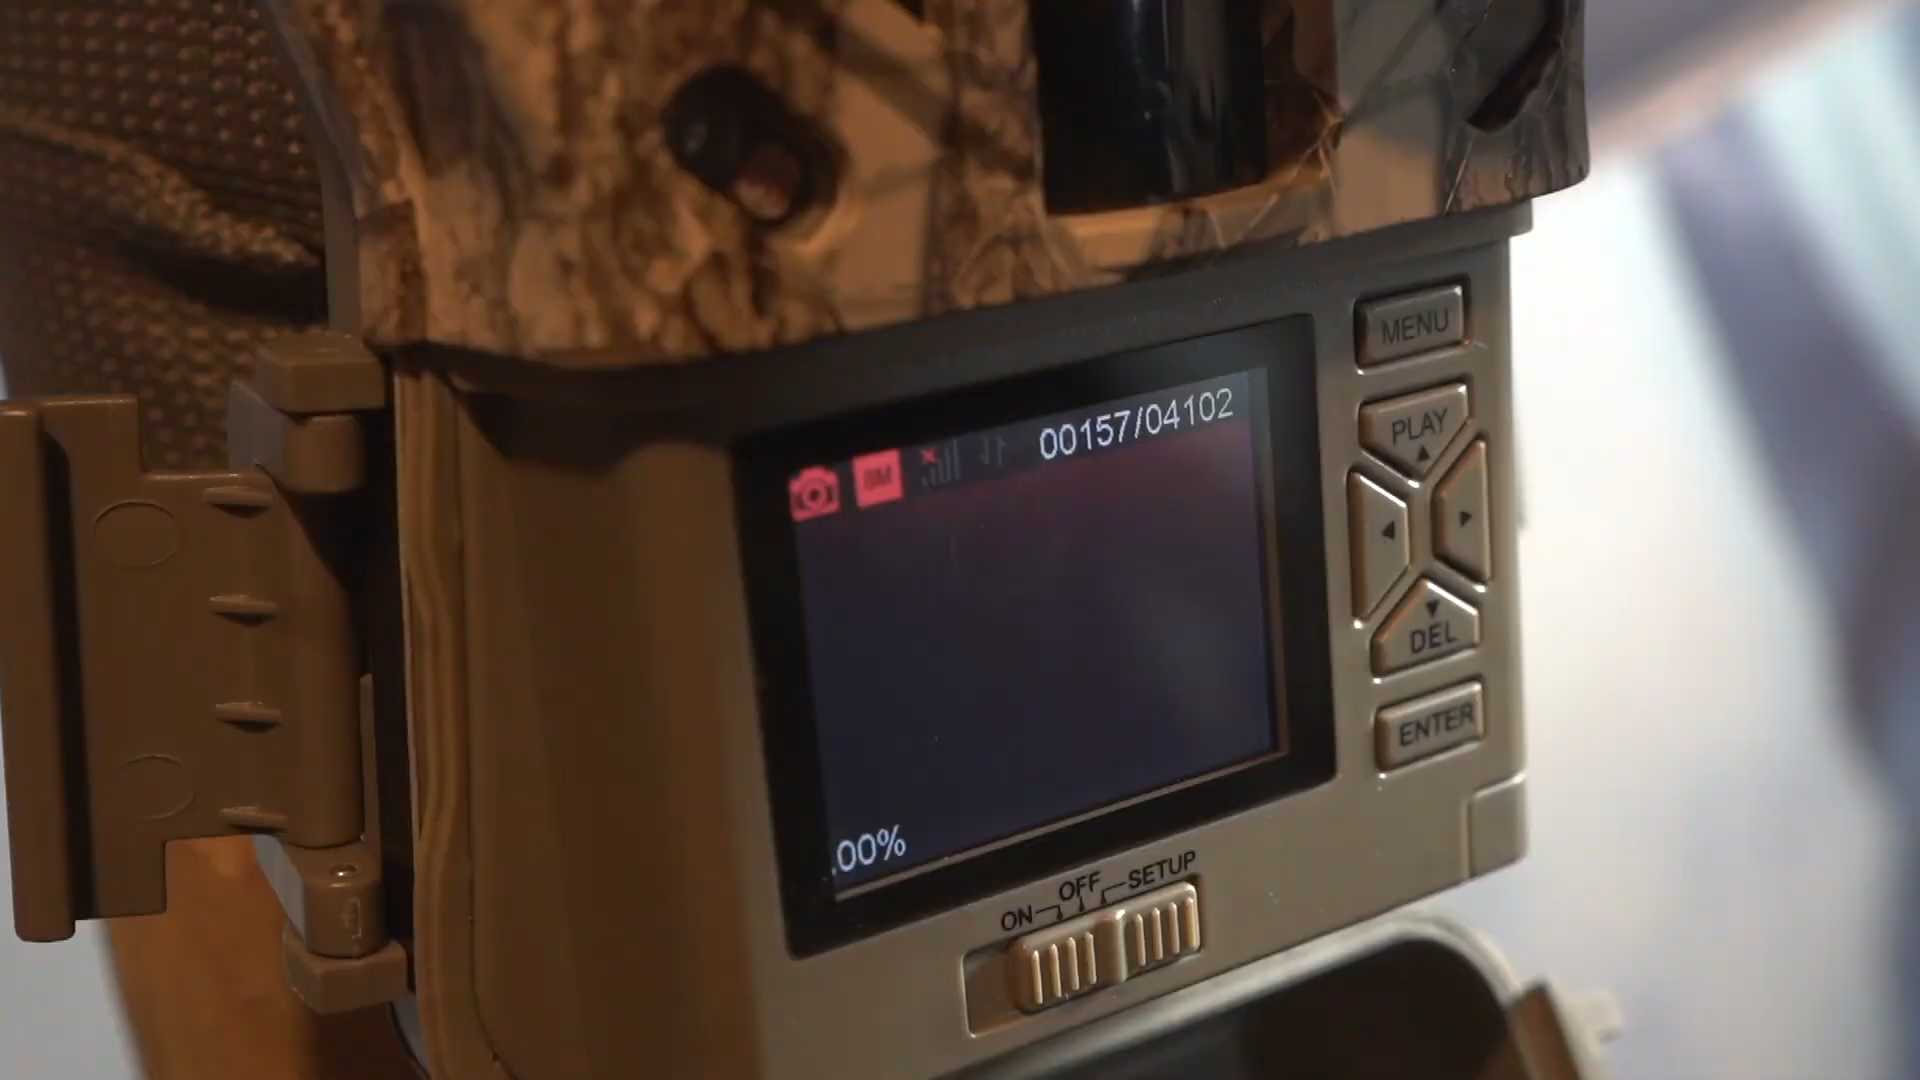 00157/04102
8M
.00%
MENU
PLAY
DEL
ENTER
ON
OFF
SETUP